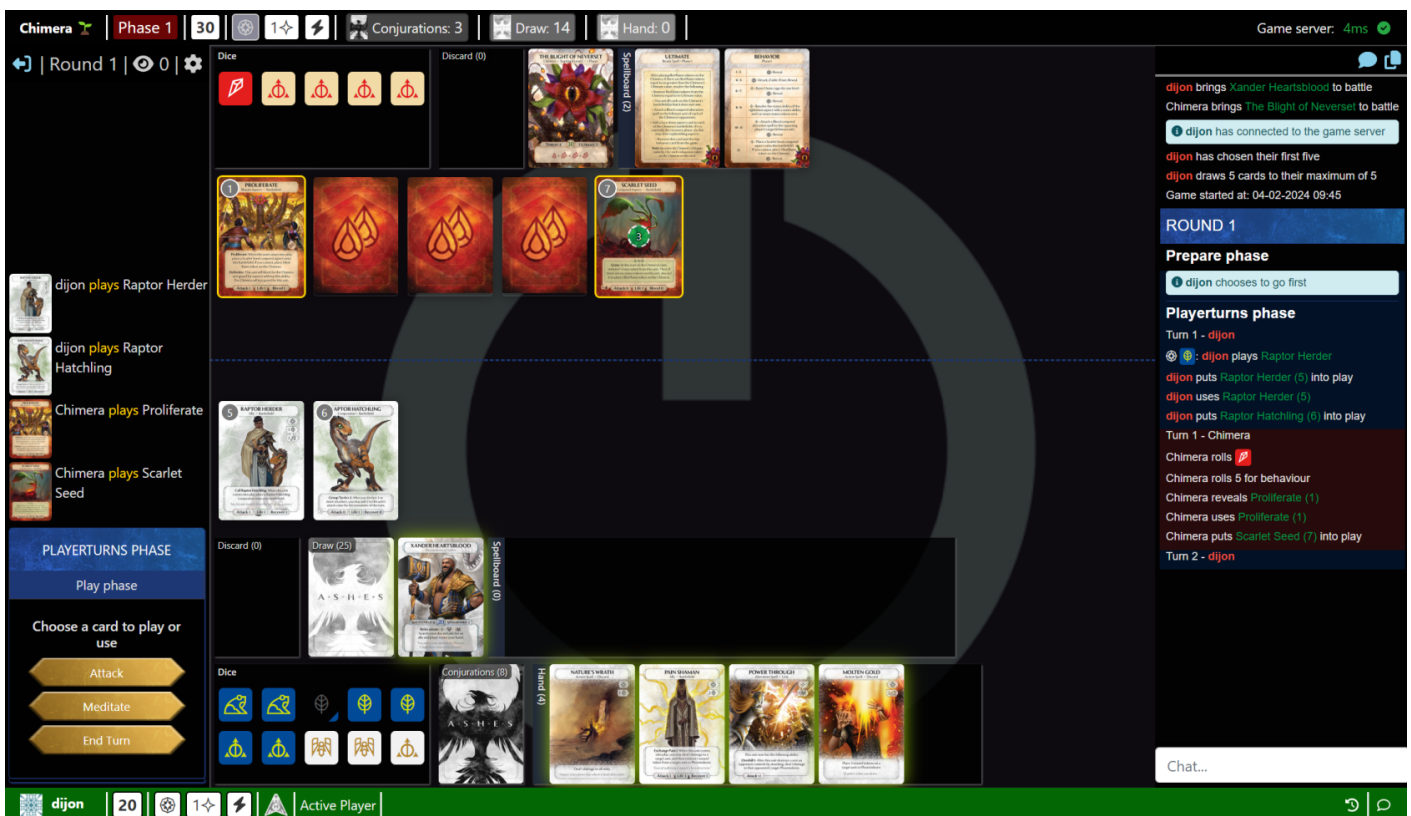 Chimera
Phase 1
30
1
Conjurations: 3
Draw: 14
Hand: 0
Game server: 4ms
| Round 1 |
0 |
Dice
Discard (0)
THE BLIGHT OF NEVERSET
Spellboard (2)
ULTIMATE
BEHAVIOR
1
PROLIFERATE
7
SCARLET SEED
3
dijon plays Raptor Herder
dijon plays Raptor
Hatchling
Chimera plays Proliferate
Chimera plays Scarlet
Seed
5
RAPTOR HERDER
6
APTOR HATCHLING
PLAYERTURNS PHASE
Play phase
Choose a card to play or
use
Attack
Meditate
End Turn
Discard (0)
Draw (25)
A·S·H·E·S
XANDER HEARTSBLOOD
Spellboard (0)
Dice
Conjurations (8)
A·S·H·E·S
Hand (4)
NATURE'S WRATH
PAIN SHAMAN
POWER THROUGH
MOLTEN GOLD
dijon brings Xander Heartsblood to battle
Chimera brings The Blight of Neverset to battle
dijon has connected to the game server
dijon has chosen their first five
dijon draws 5 cards to their maximum of 5
Game started at: 04-02-2024 09:45
ROUND 1
Prepare phase
dijon chooses to go first
Playerturns phase
Turn 1 - dijon
: dijon plays Raptor Herder
dijon puts Raptor Herder (5) into play
dijon uses Raptor Herder (5)
dijon puts Raptor Hatchling (6) into play
Turn 1 - Chimera
Chimera rolls
Chimera rolls 5 for behaviour
Chimera reveals Proliferate (1)
Chimera uses Proliferate (1)
Chimera puts Scarlet Seed (7) into play
Turn 2 - dijon
Chat...
dijon
20
1
Active Player